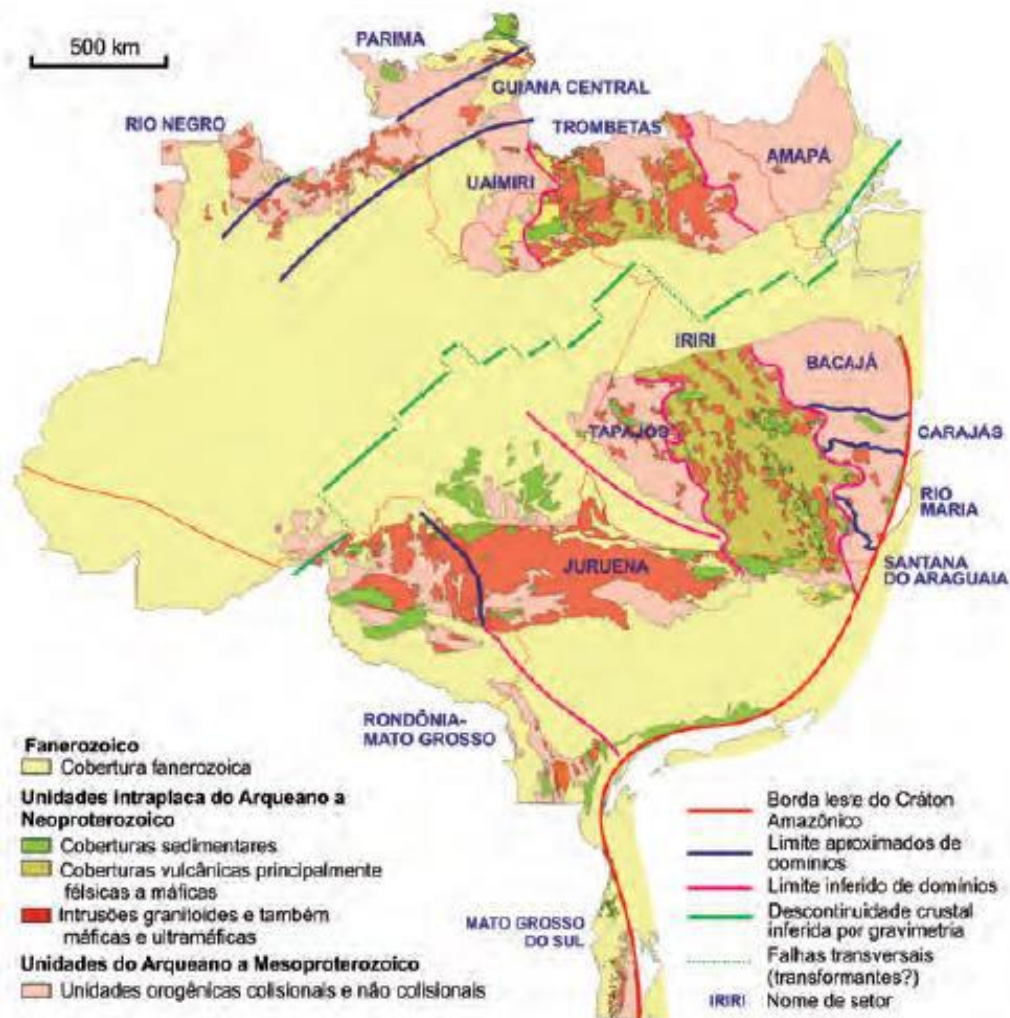 500 km
PARIMA
GUIANA CENTRAL
RIO NEGRO
TROMBETAS
AMAPÁ
UAIMIRI
IRIRI
BACAJÁ
TAPAJÓS
CARAJÁS
RIO
MARIA
JURUENA
SANTANA
DO ARAGUAIA
RONDÔNIA-
MATO GROSSO
MATO GROSSO
DO SUL
Fanerozoico
Cobertura fanerozoica
Unidades intraplaca do Arqueano a
Neoproterozoico
Coberturas sedimentares
Coberturas vulcânicas principalmente
félsicas a máficas
Intrusões granitoides e também
máficas e ultramáficas
Unidades do Arqueano a Mesoproterozoico
Unidades orogênicas colisionais e não colisionais
Borda leste do Cráton
Amazônico
Limite aproximados de
domínios
Limite inferido de domínios
Descontinuidade crustal
inferida por gravimetria
Falhas transversais
(transformantes?)
IRIRI Nome de setor